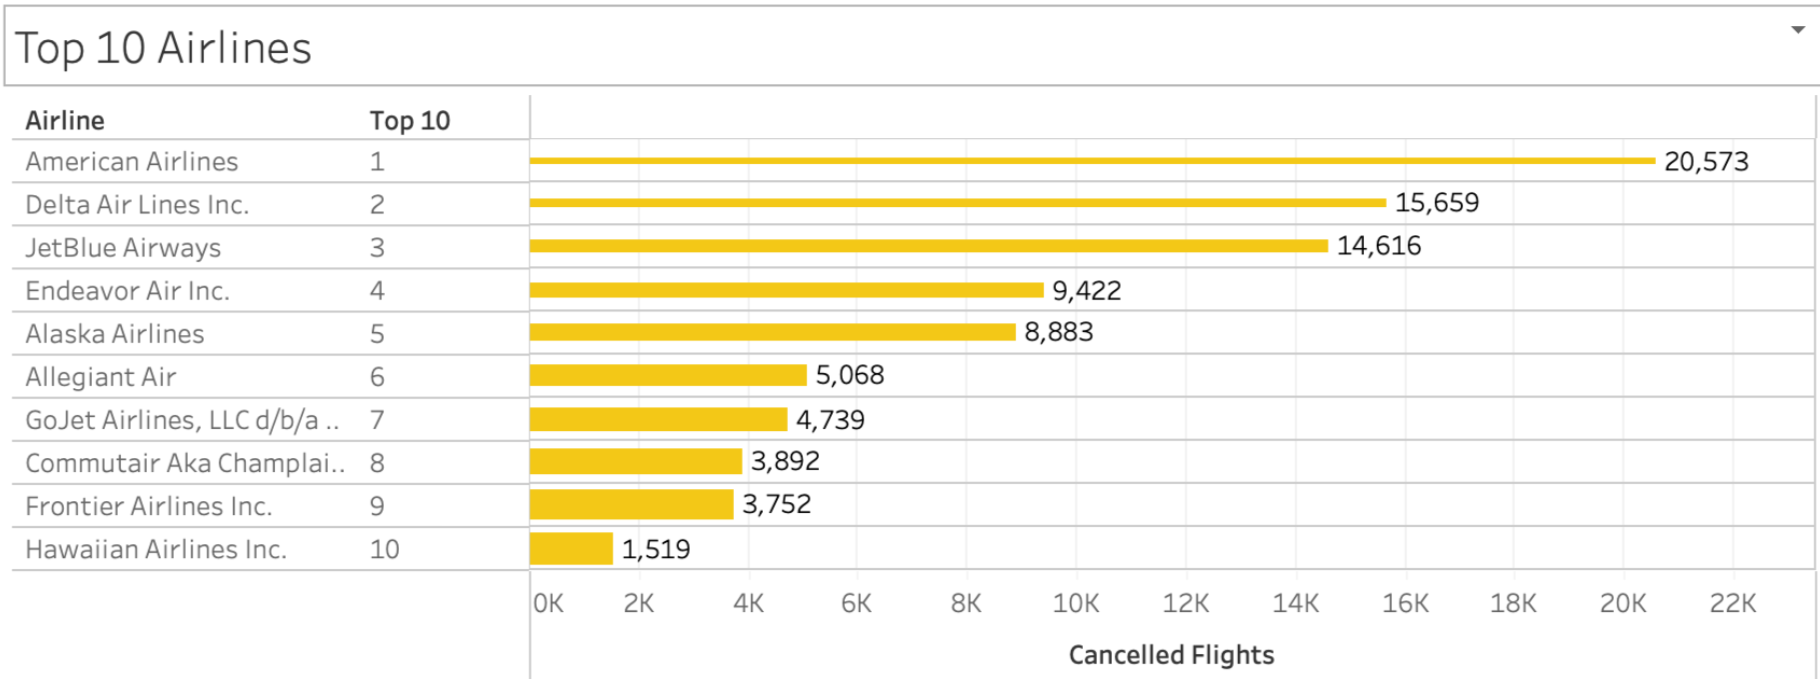 Top 10 Airlines
Airline Top 10
American Airlines 1 20,573
Delta Air Lines Inc. 2 15,659
JetBlue Airways 3 14,616
Endeavor Air Inc. 4 9,422
Alaska Airlines 5 8,883
Allegiant Air 6 5,068
GoJet Airlines, LLC d/b/a .. 7 4,739
Commutair Aka Champlai.. 8 3,892
Frontier Airlines Inc. 9 3,752
Hawaiian Airlines Inc. 10 1,519
0K 2K 4K 6K 8K 10K 12K 14K 16K 18K 20K 22K
Cancelled Flights